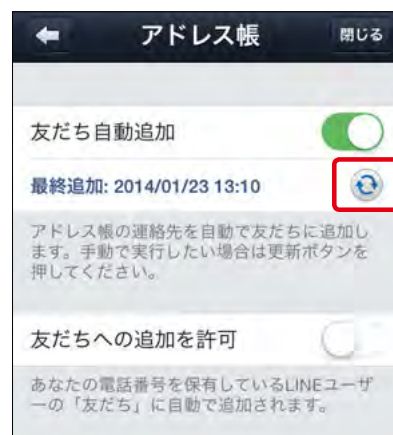 アドレス帳 閉じる
友だち自動追加
最終追加: 2014/01/23 13:10
アドレス帳の連絡先を自動で友だちに追加し
ます。手動で実行したい場合は更新ボタンを
押してください。
友だちへの追加を許可
あなたの電話番号を保有しているLINEユーザ
ーの「友だち」に自動で追加されます。